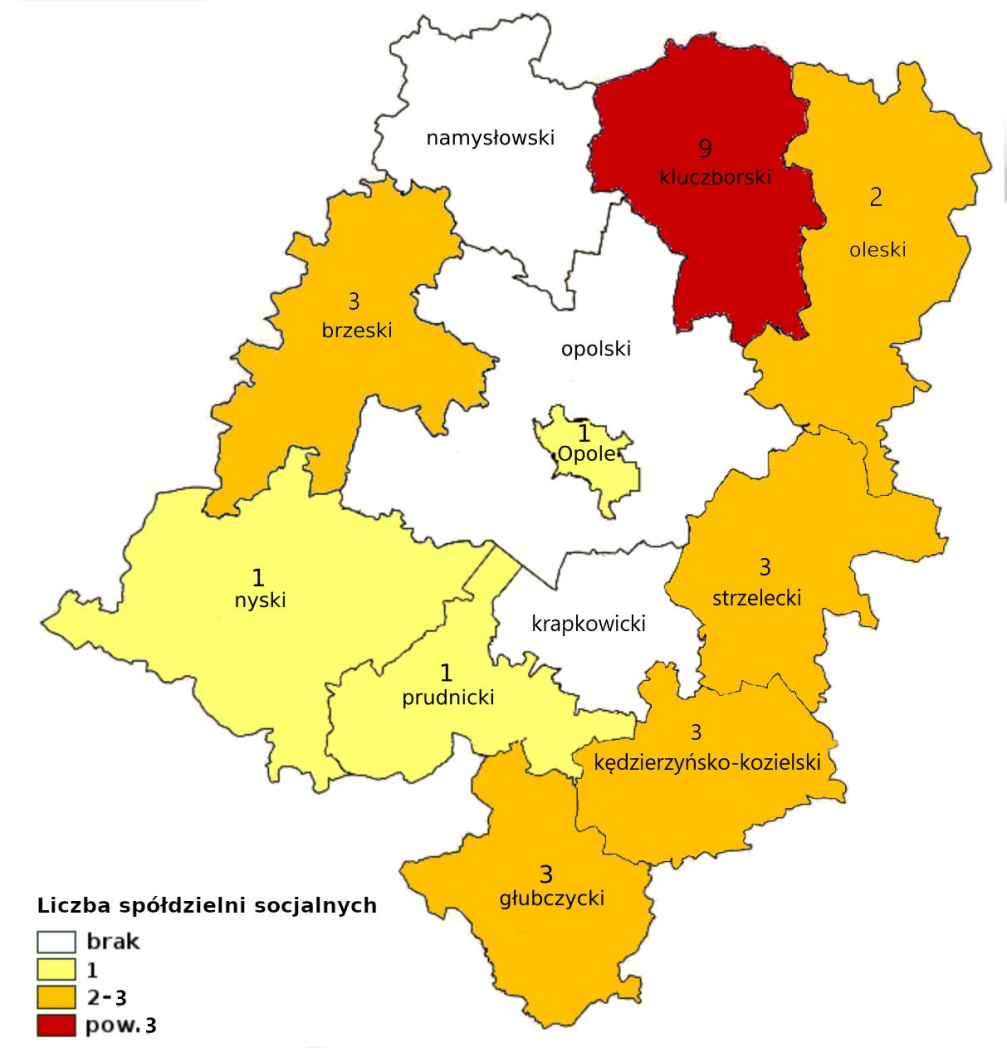 namysłowski
9
kluczborski
2
oleski
3
brzeski
opolski
1
Opole
3
strzelecki
1
nyski
krapkowicki
1
prudnicki
3
kędzierzyńsko-kozielski
3
głubczycki
Liczba spółdzielni socjalnych
brak
1
2-3
pow.3